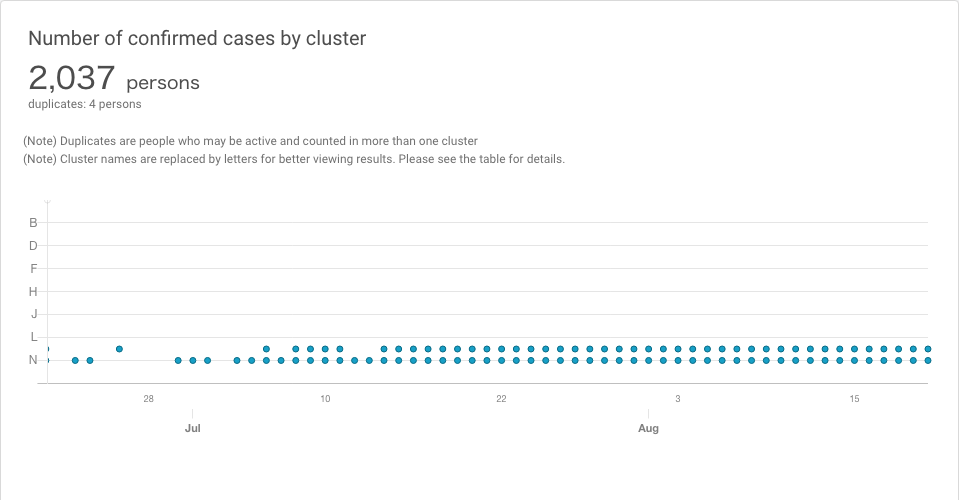 Number of confirmed cases by cluster
2,037 persons
duplicates: 4 persons
(Note) Duplicates are people who may be active and counted in more than one cluster
(Note) Cluster names are replaced by letters for better viewing results. Please see the table for details.
B
D
F
H
J
L
N
28 10 22 3 15
Jul Aug